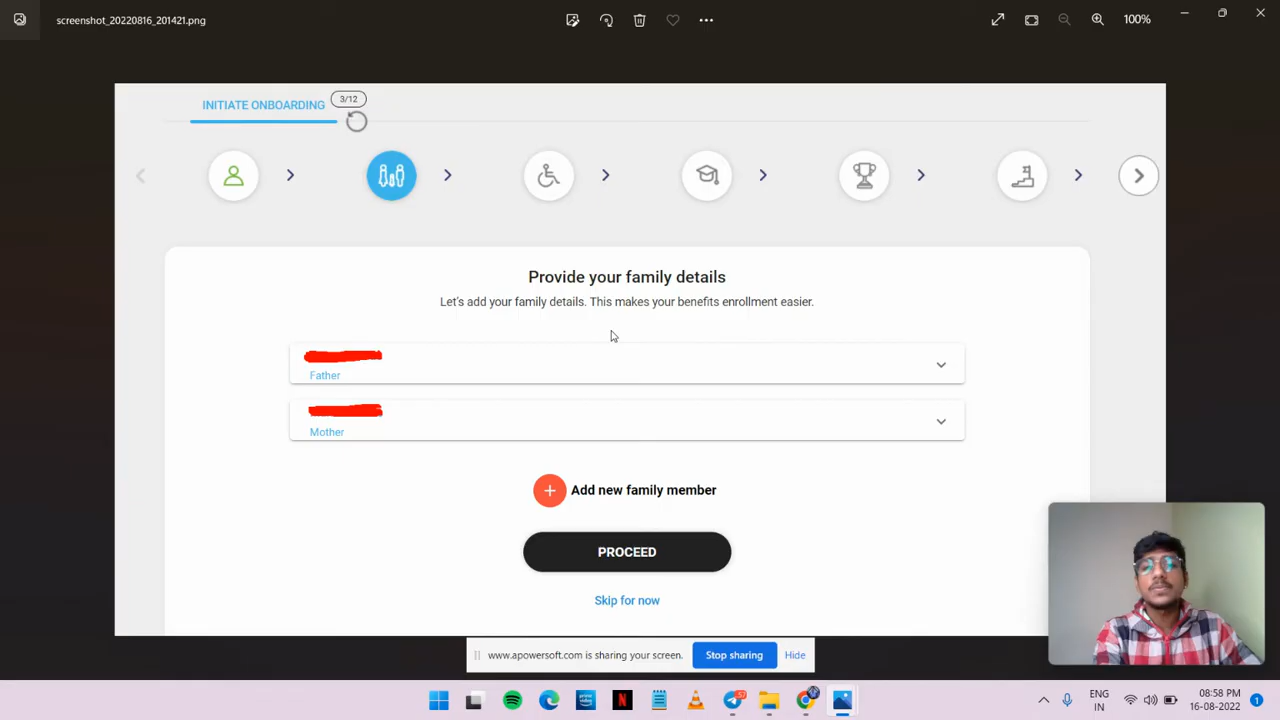 screenshot_20220816_201421.png
100%
INITIATE ONBOARDING
3/12
Provide your family details
Let's add your family details. This makes your benefits enrollment easier.
Father
Mother
Add new family member
PROCEED
Skip for now
www.apowersoft.com is sharing your screen.
Stop sharing
Hide
37
ENG
IN
08:58 PM
16-08-2022
1